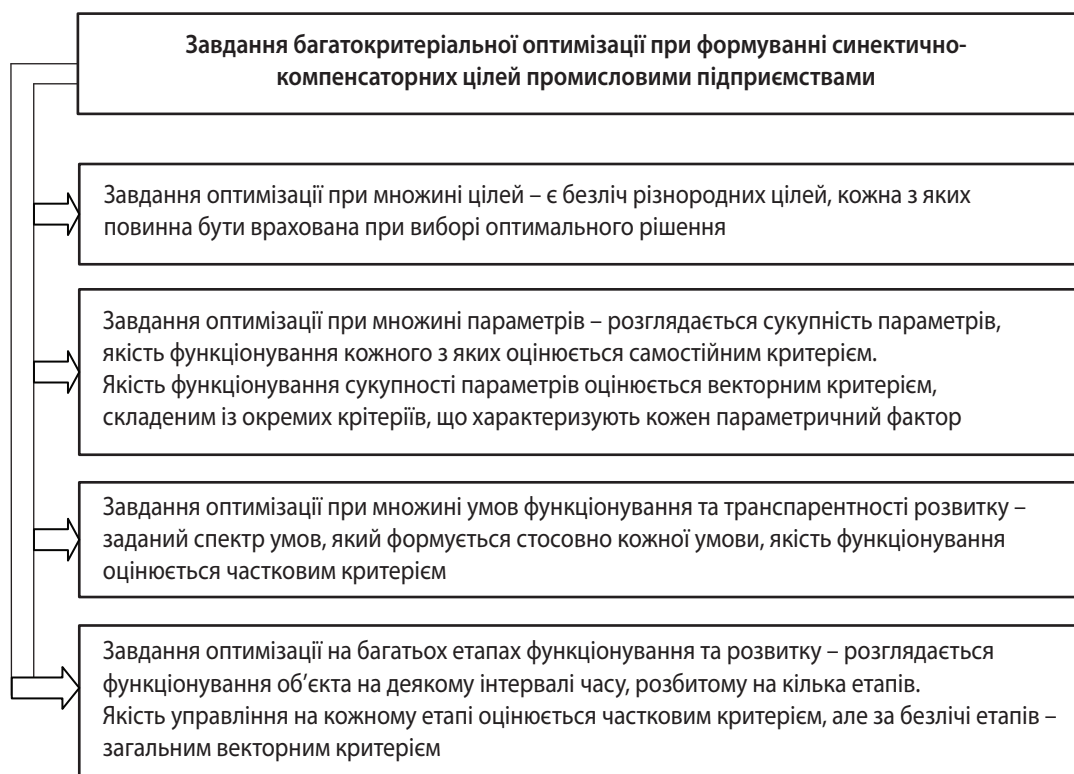 Завдання багатокритеріальної оптимізації при формуванні синектично-
компенсаторних цілей промисловими підприємствами
Завдання оптимізації при множині цілей – є безліч різнородних цілей, кожна з яких
повинна бути врахована при виборі оптимального рішення
Завдання оптимізації при множині параметрів – розглядається сукупність параметрів,
якість функціонування кожного з яких оцінюється самостійним критерієм.
Якість функціонування сукупності параметрів оцінюється векторним критерієм,
складеним із окремих крітеріїв, що характеризують кожен параметричний фактор
Завдання оптимізації при множині умов функціонування та транспарентності розвитку –
заданий спектр умов, який формується стосовно кожної умови, якість функціонування
оцінюється частковим критерієм
Завдання оптимізації на багатьох етапах функціонування та розвитку – розглядається
функціонування об’єкта на деякому інтервалі часу, розбитому на кілька етапів.
Якість управління на кожному етапі оцінюється частковим критерієм, але за безлічі етапів –
загальним векторним критерієм